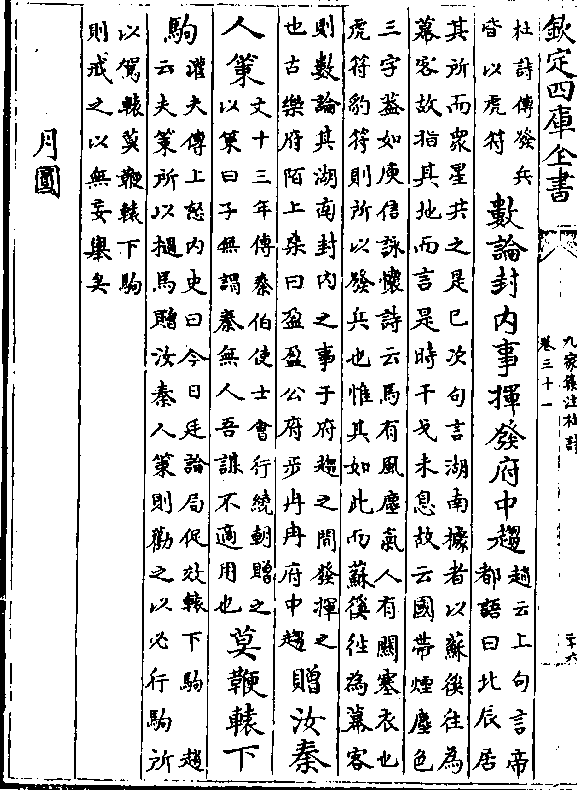 欽定四庫全書
九家集注杜詩
卷三十一
杜詩傳發兵
皆以虎符
數論封内事揮發府中趨
趙云上句言帝
都語曰北辰居
其所而衆星共之是已次句言湖南據者以蘇徯往為
幕客故指其地而言是時干戈未息故云國帶煙塵色
三字蓋如庾信詠懷詩云馬有風塵氣人有關塞衣也
虎符豹符則所以發兵也惟其如此而蘇徯徃為幕客
則數論其湖南封内之事于府趨之間發揮之
也古樂府陌上桑曰盈盈公府步冉冉府中趨
贈汝秦
人策
文十三年傳秦伯使士會行繞朝贈之
以策曰子無謂秦無人吾謀不適用也
莫鞭轅下
駒
灌夫傳上怒内史曰今日廷論局促效轅下駒 趙
云夫策所以撾馬贈汝秦人策則勸之以必行駒所
以駕轅莫鞭轅下駒
則戒之以無妄舉矣
月圓